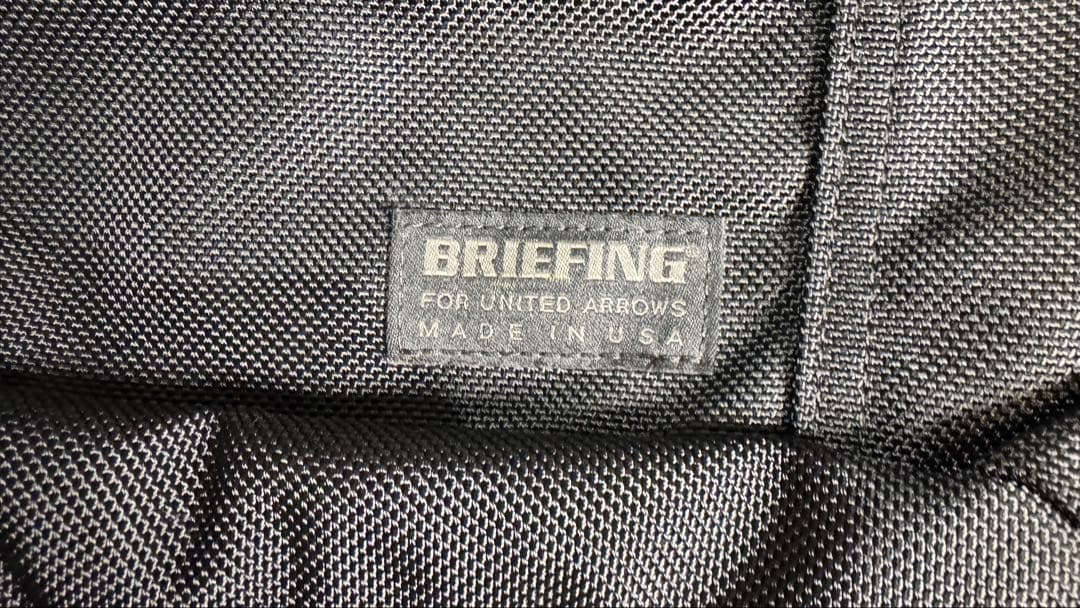 BRIEFING
FOR UNITED ARROWS
MADE IN USA